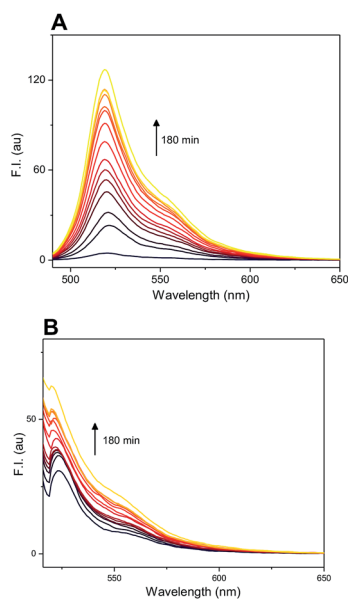 A
120
60
0
F.I. (au)
180 min
500
550
600
650
Wavelength (nm)
B
50
0
F.I. (au)
180 min
550
600
650
Wavelength (nm)